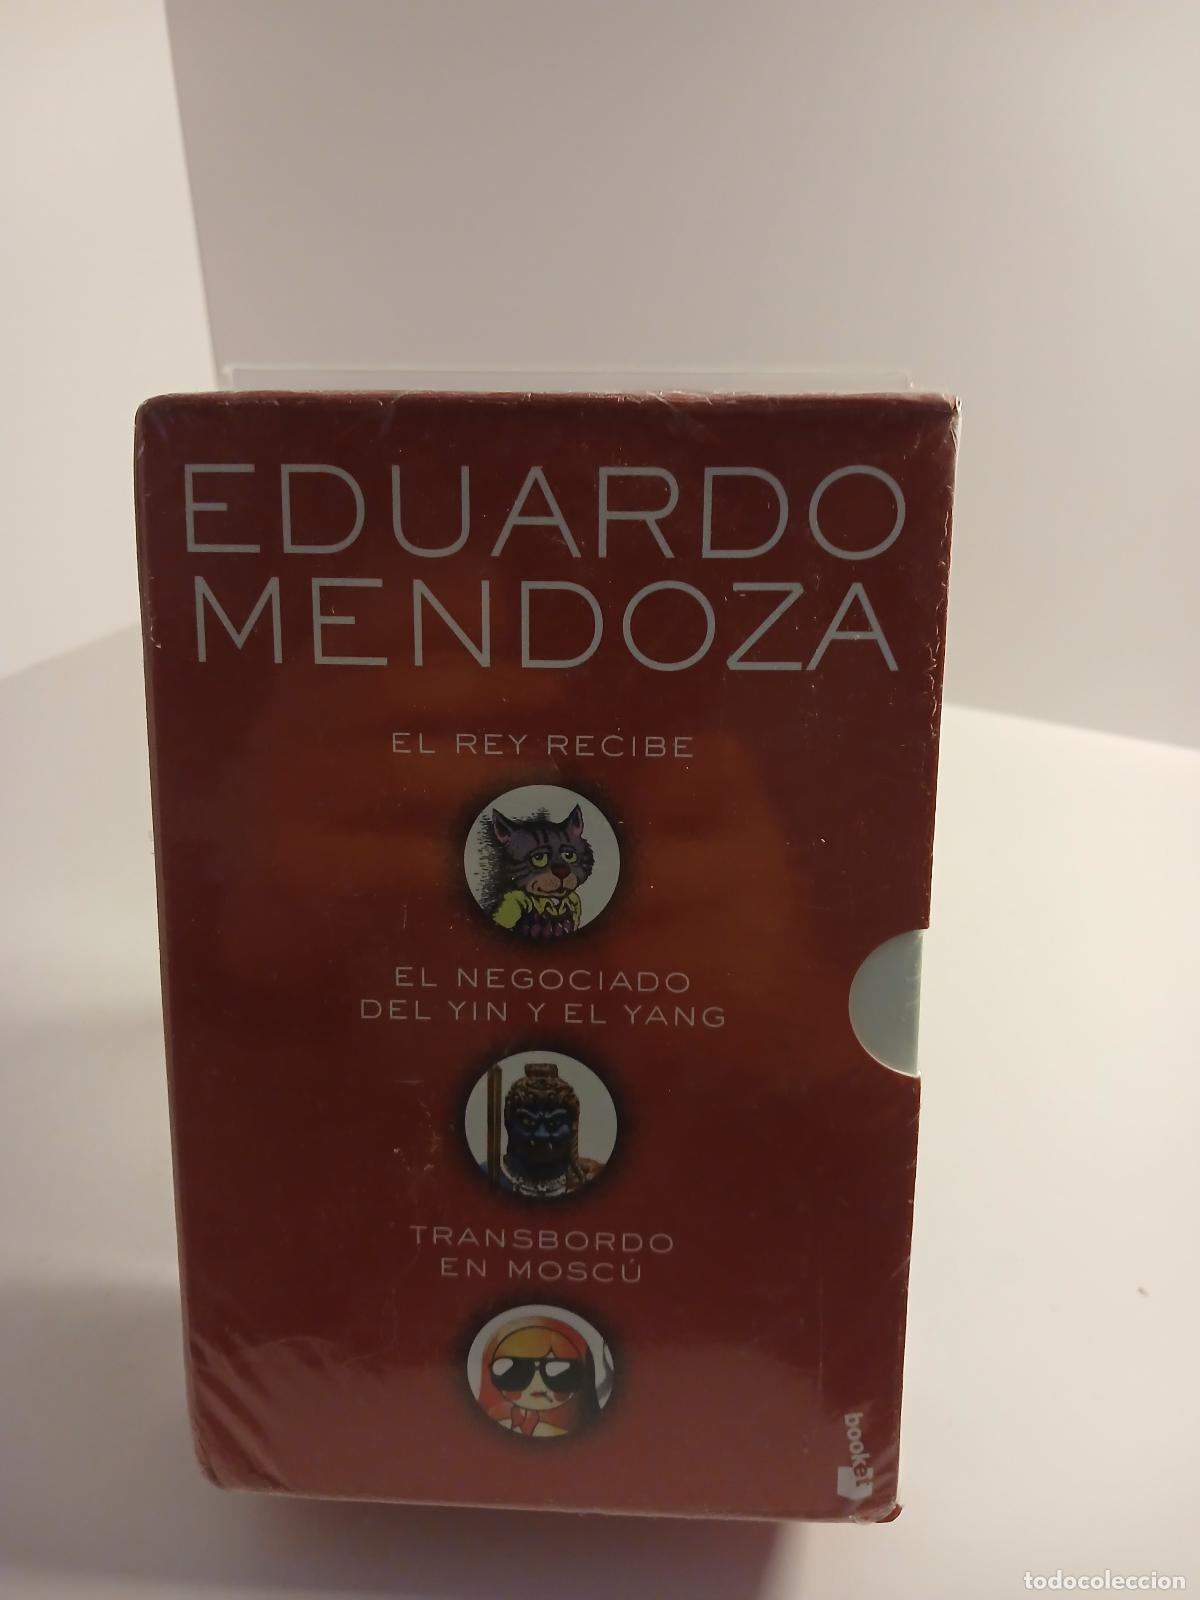 EDUARDO
MENDOZA
EL REY RECIBE
EL NEGOCIADO
DEL YIN Y EL YANG
TRANSBORDO
EN MOSCÚ
booket
todocoleccion